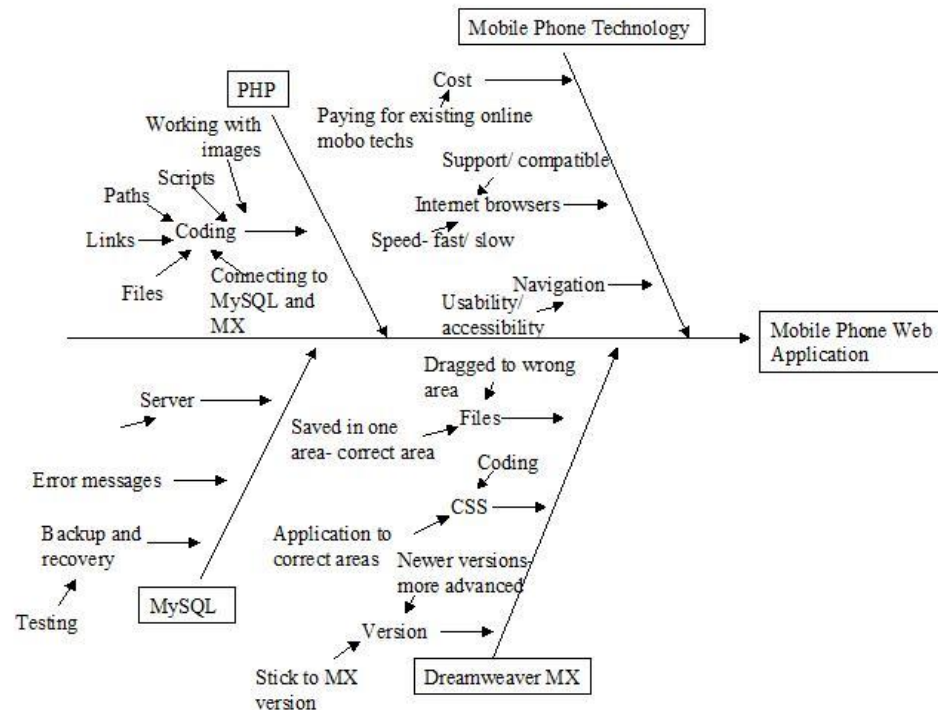 Mobile Phone Technology
PHP
Cost
Paying for existing online
mobo techs
Working with
images
Support/ compatible
Scripts
Paths
Internet browsers
Coding
Links
Speed- fast/ slow
Files
Connecting to
MySQL and
MX
Navigation
Usability/
accessibility
Mobile Phone Web
Application
Dragged to wrong
area
Server
Files
Saved in one
area- correct area
Coding
Error messages
CSS
Backup and
recovery
Application to
correct areas
Newer versions-
more advanced
MySQL
Testing
Version
Stick to MX
version
Dreamweaver MX